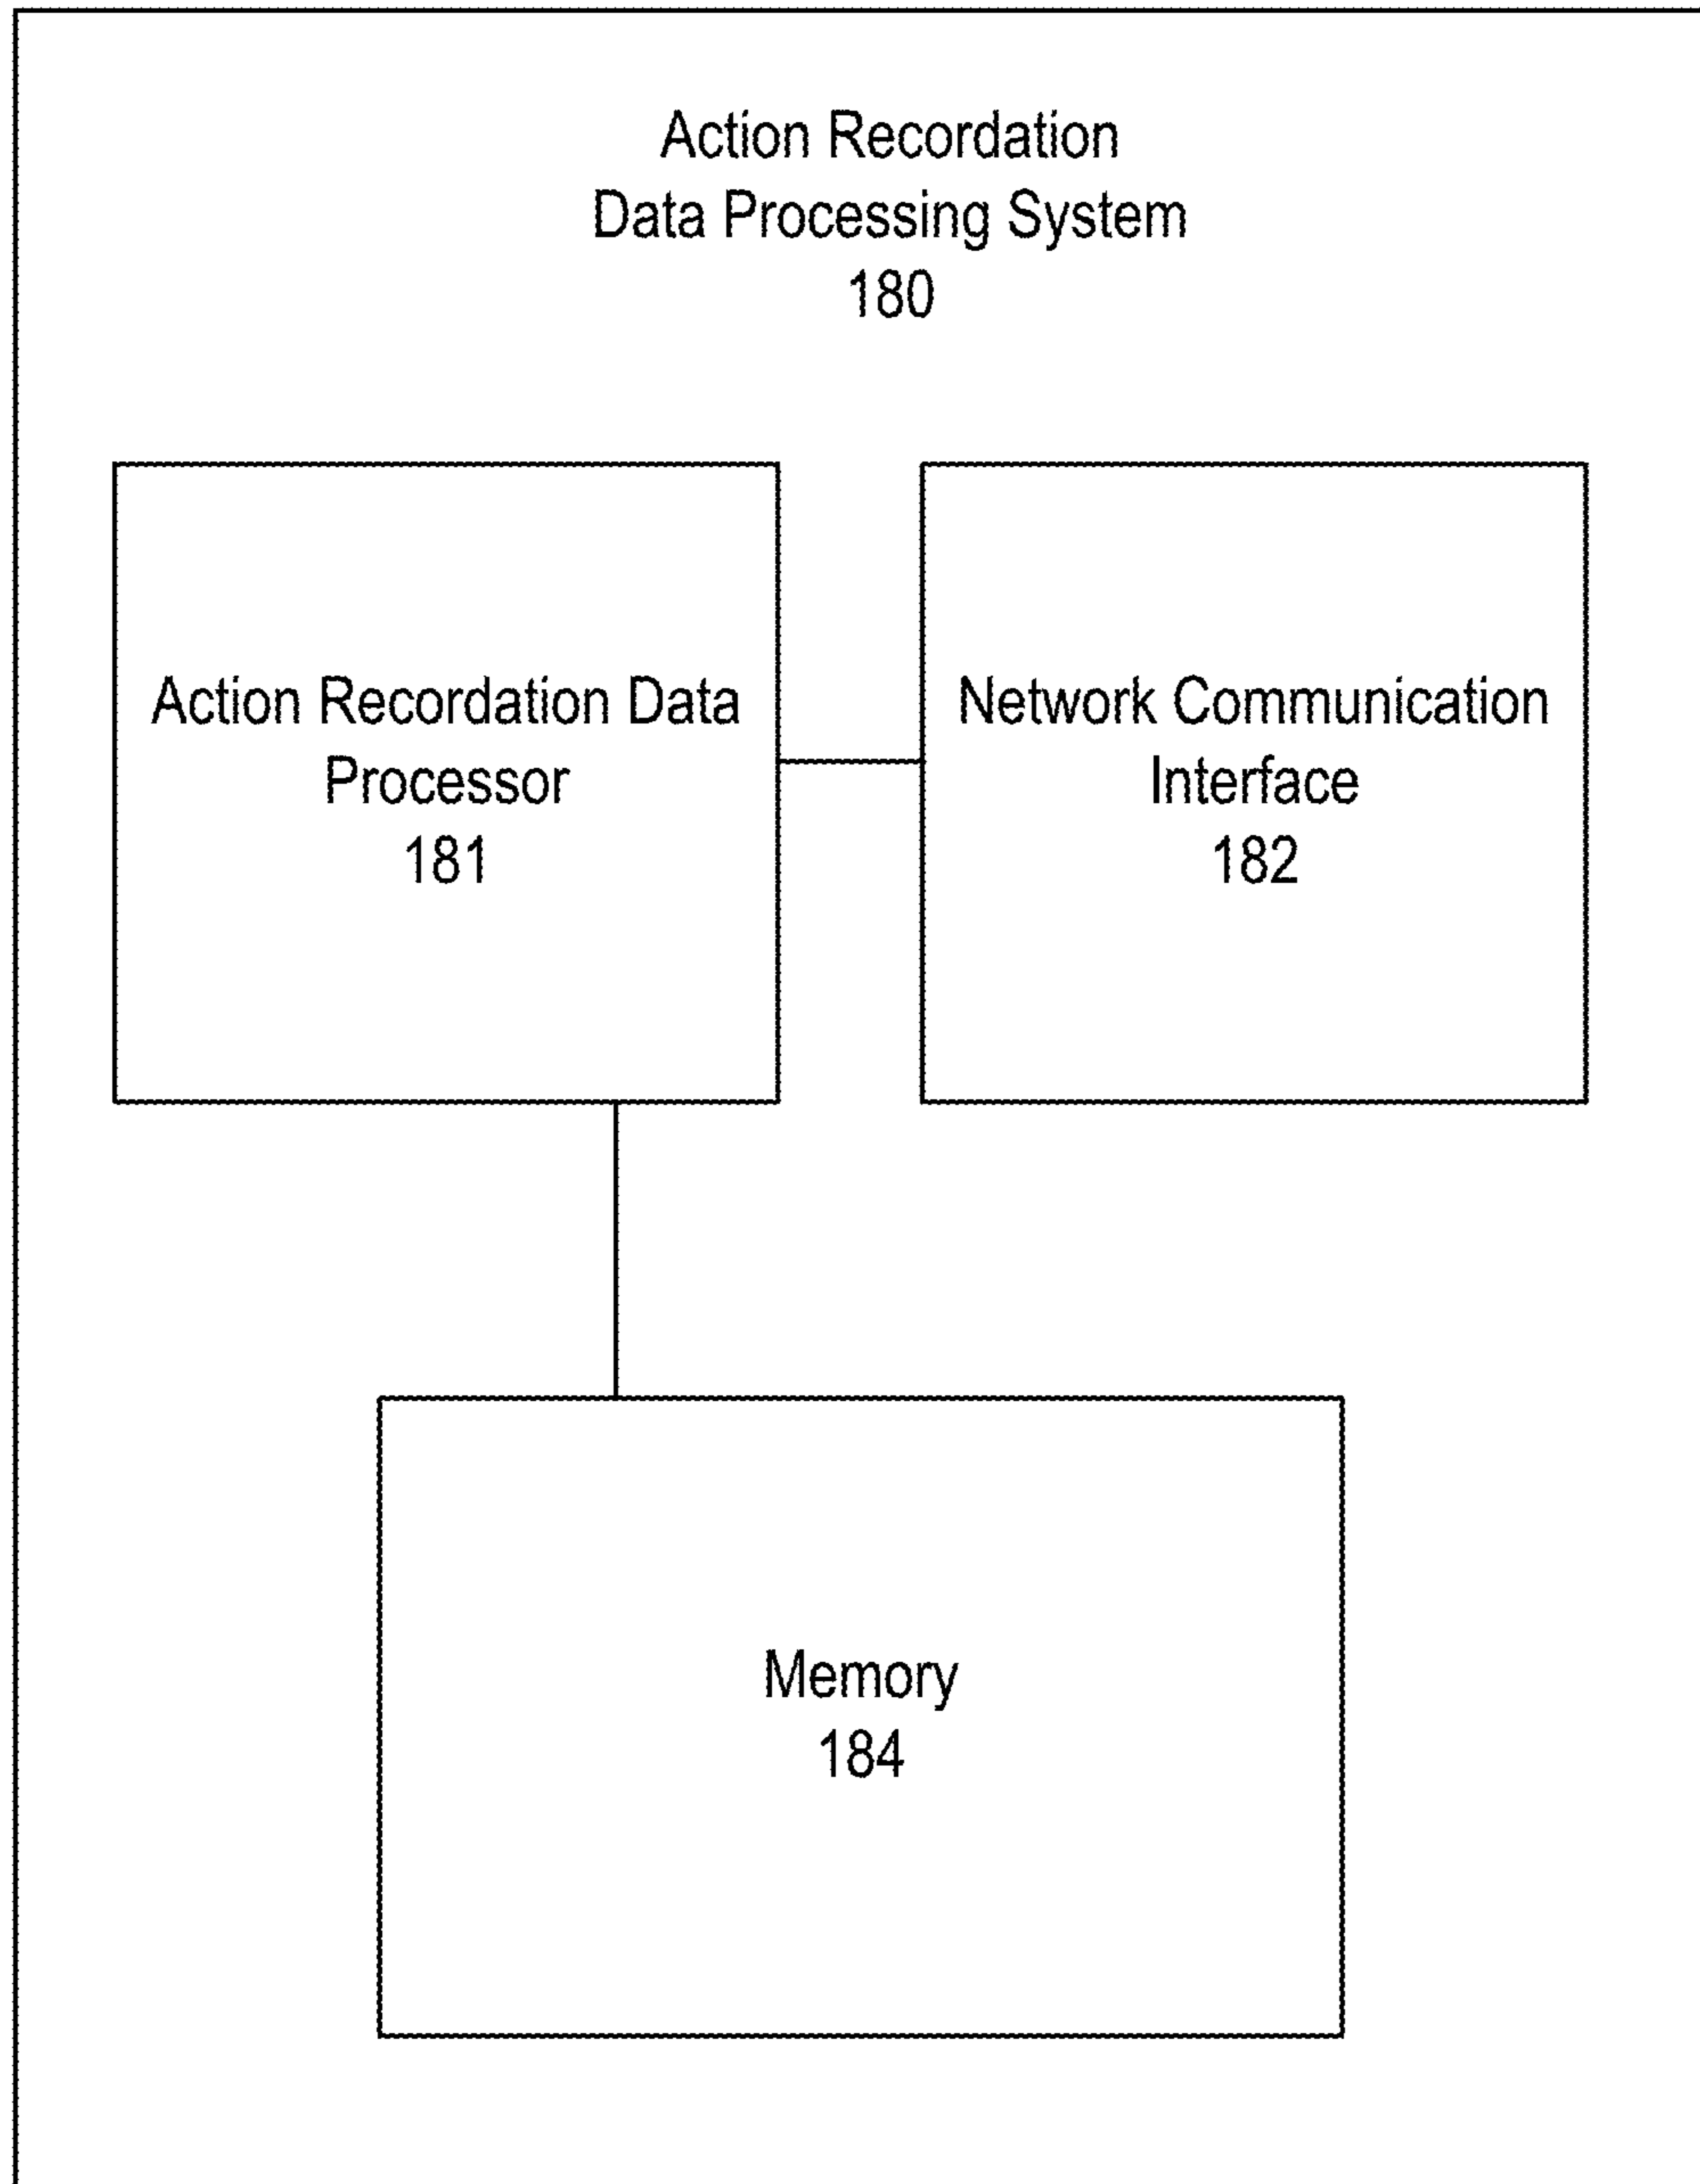 Action Recordation
Data Processing System
180
Action Recordation Data
Processor
181
Network Communication
Interface
182
Memory
184